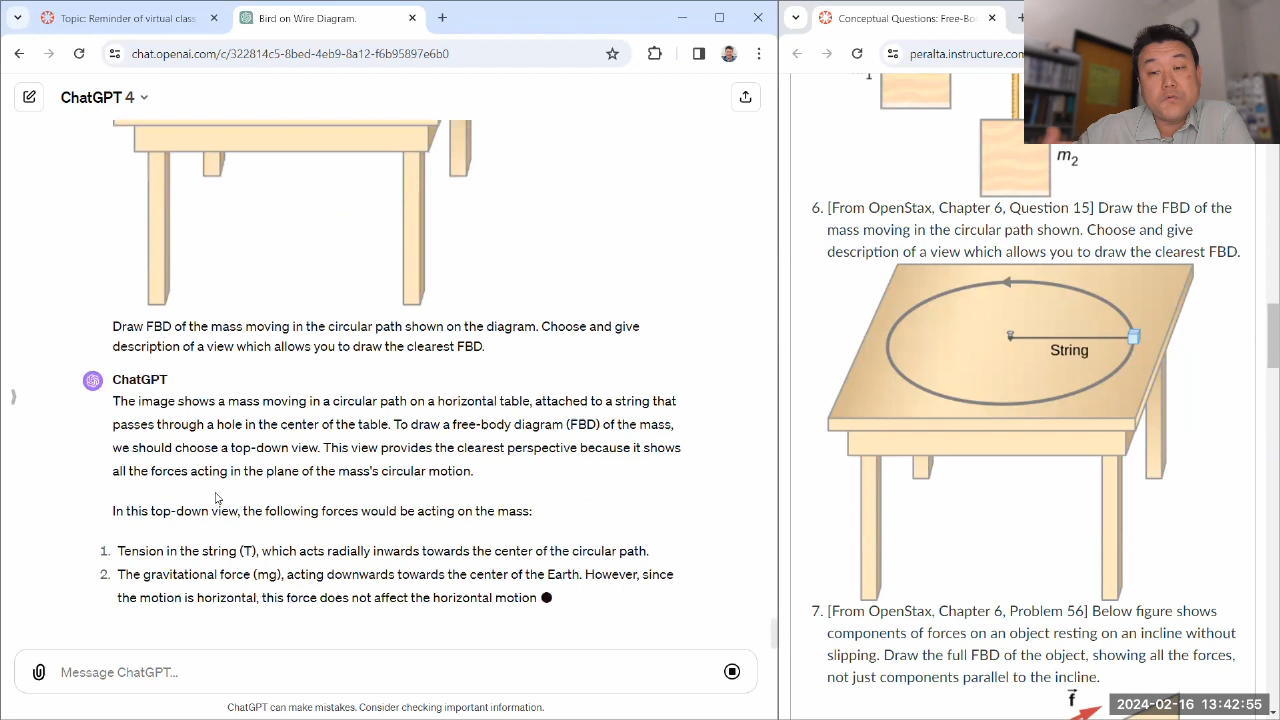 Topic: Reminder of virtual class
Bird on Wire Diagram.
chat.openai.com/c/322814c5-8bed-4eb9-8a12-f6b95897e6b0
ChatGPT 4
Draw FBD of the mass moving in the circular path shown on the diagram. Choose and give
description of a view which allows you to draw the clearest FBD.
ChatGPT
The image shows a mass moving in a circular path on a horizontal table, attached to a string that
passes through a hole in the center of the table. To draw a free-body diagram (FBD) of the mass,
we should choose a top-down view. This view provides the clearest perspective because it shows
all the forces acting in the plane of the mass's circular motion.
In this top-down view, the following forces would be acting on the mass:
1. Tension in the string (T), which acts radially inwards towards the center of the circular path.
2. The gravitational force (mg), acting downwards towards the center of the Earth. However, since
the motion is horizontal, this force does not affect the horizontal motion
Message ChatGPT...
ChatGPT can make mistakes. Consider checking important information.
Conceptual Questions: Free-Bo
peralta.instructure.com
m2
6. [From OpenStax, Chapter 6, Question 15] Draw the FBD of the
mass moving in the circular path shown. Choose and give
description of a view which allows you to draw the clearest FBD.
String
7. [From OpenStax, Chapter 6, Problem 56] Below figure shows
components of forces on an object resting on an incline without
slipping. Draw the full FBD of the object, showing all the forces,
not just components parallel to the incline.
f
2024-02-16 13:42:55